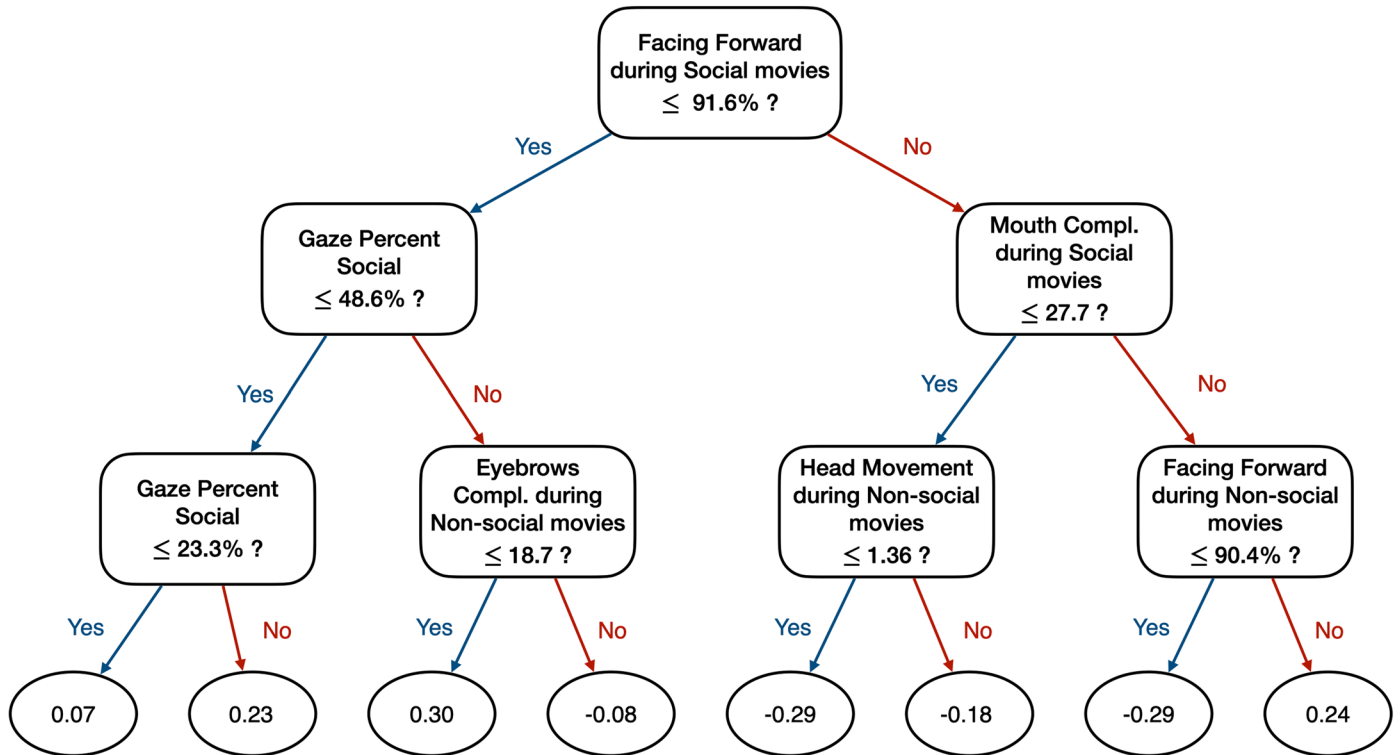 Facing Forward
during Social movies
≤ 91.6% ?
Yes
No
Gaze Percent
Social
≤ 48.6% ?
Mouth Compl.
during Social
movies
≤ 27.7 ?
Yes
No
Yes
No
Gaze Percent
Social
≤ 23.3% ?
Eyebrows
Compl. during
Non-social movies
≤ 18.7 ?
Head Movement
during Non-social
movies
≤ 1.36 ?
Facing Forward
during Non-social
movies
≤ 90.4% ?
Yes
No
Yes
No
Yes
No
Yes
No
0.07
0.23
0.30
-0.08
-0.29
-0.18
-0.29
0.24